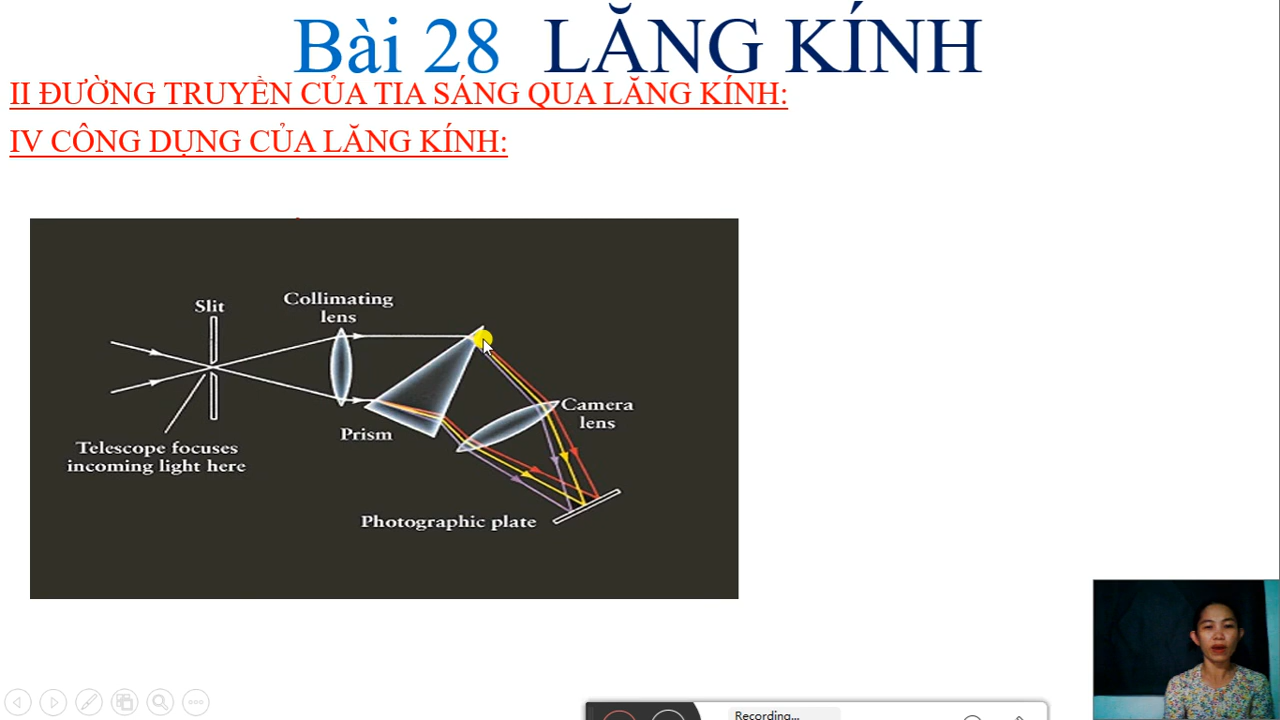 Bài 28 LĂNG KÍNH
II ĐƯỜNG TRUYỀN CỦA TIA SÁNG QUA LĂNG KÍNH:
IV CÔNG DỤNG CỦA LĂNG KÍNH:
Slit
Collimating
lens
Camera
lens
Prism
Telescope focuses
incoming light here
Photographic plate
Recording...